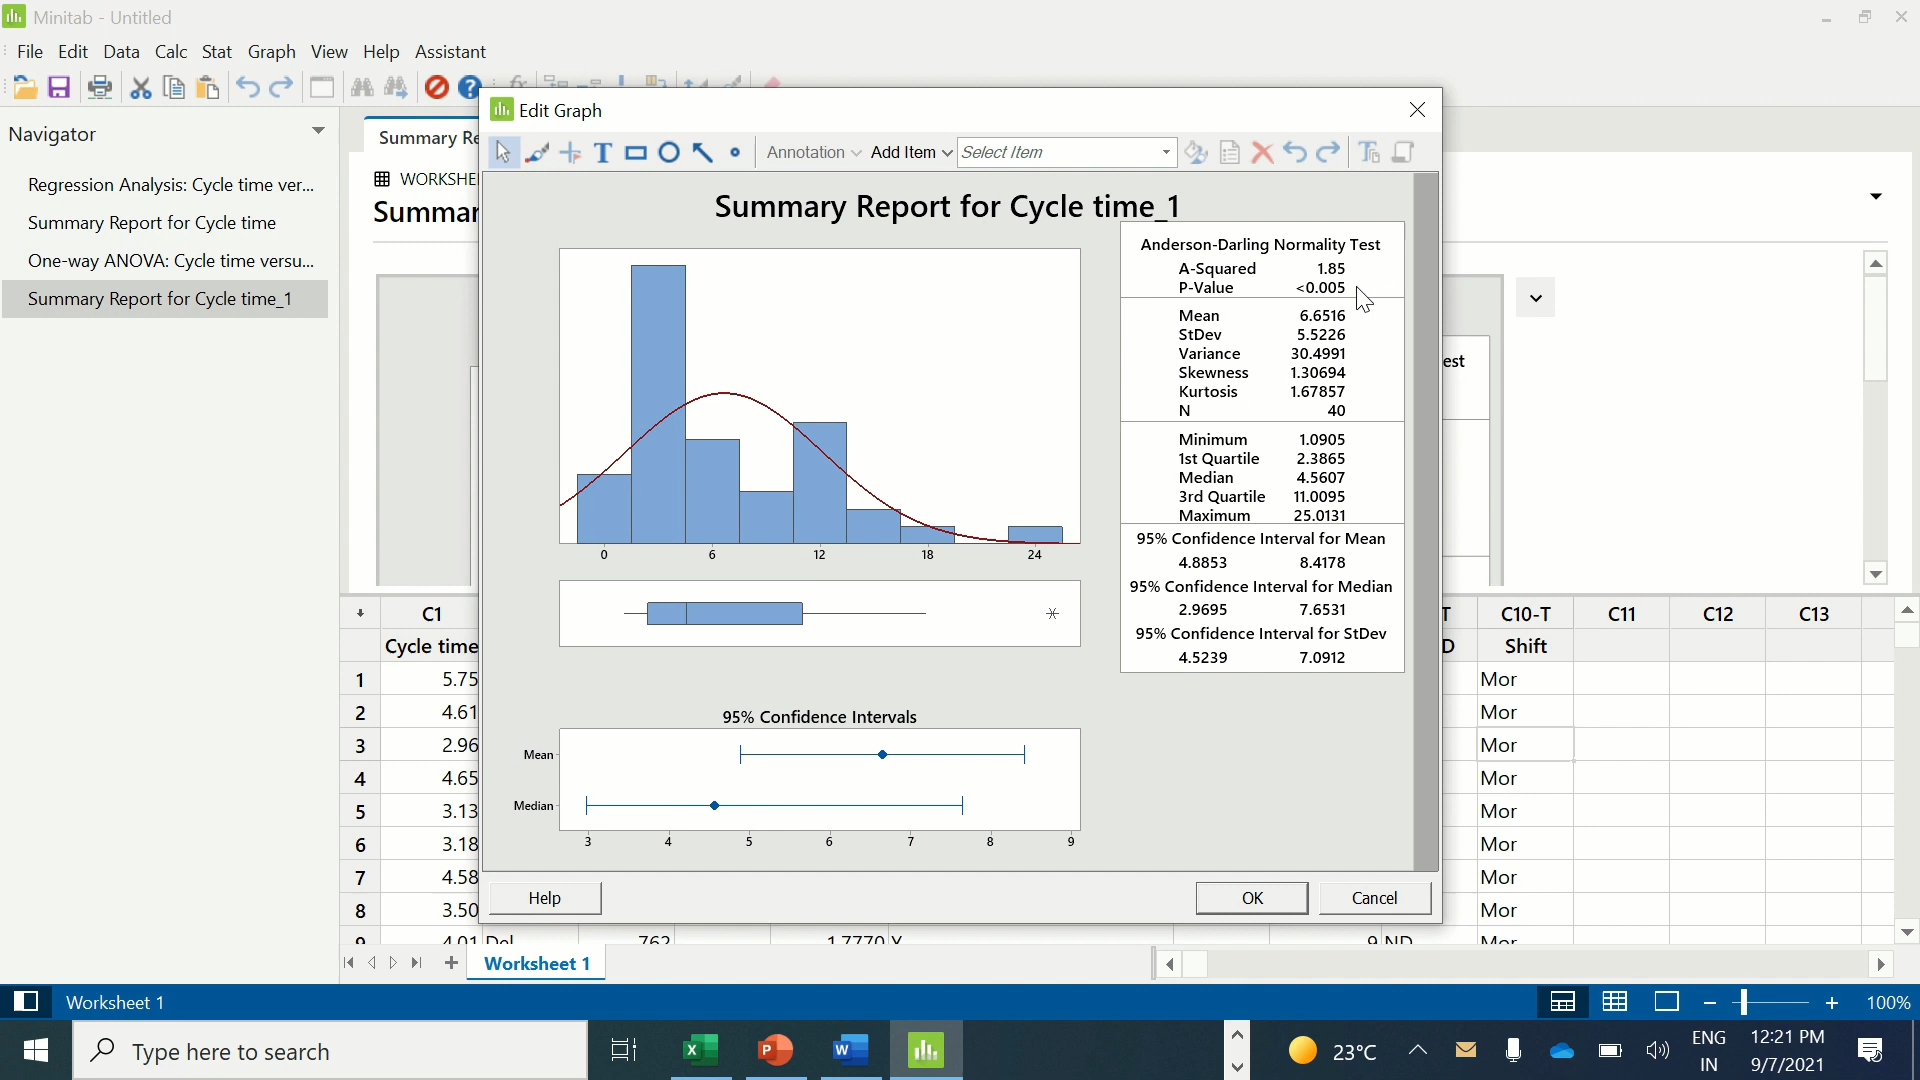 Minitab - Untitled
File Edit Data Calc Stat Graph View Help Assistant
Navigator
Regression Analysis: Cycle time ver...
Summary Report for Cycle time
One-way ANOVA: Cycle time versu...
Summary Report for Cycle time_1
Summary Re
WORKSHE
Summar
Edit Graph
Annotation Add Item Select Item
Summary Report for Cycle time_1
0 6 12 18 24
95% Confidence Intervals
Mean
Median
3 4 5 6 7 8 9
Anderson-Darling Normality Test
A-Squared 1.85
P-Value <0.005
Mean 6.6516
StDev 5.5226
Variance 30.4991
Skewness 1.30694
Kurtosis 1.67857
N 40
Minimum 1.0905
1st Quartile 2.3865
Median 4.5607
3rd Quartile 11.0095
Maximum 25.0131
95% Confidence Interval for Mean
4.8853 8.4178
95% Confidence Interval for Median
2.9695 7.6531
95% Confidence Interval for StDev
4.5239 7.0912
Help OK Cancel
est
C1 T C10-T C11 C12 C13
Cycle time D Shift
1 5.75 Mor
2 4.61 Mor
3 2.96 Mor
4 4.65 Mor
5 3.13 Mor
6 3.18 Mor
7 4.58 Mor
8 3.50 Mor
9 4.01 Del 762 1.7770 Y 9 ND Mor
Worksheet 1
Worksheet 1
100%
Type here to search
23°C
ENG
IN
12:21 PM
9/7/2021